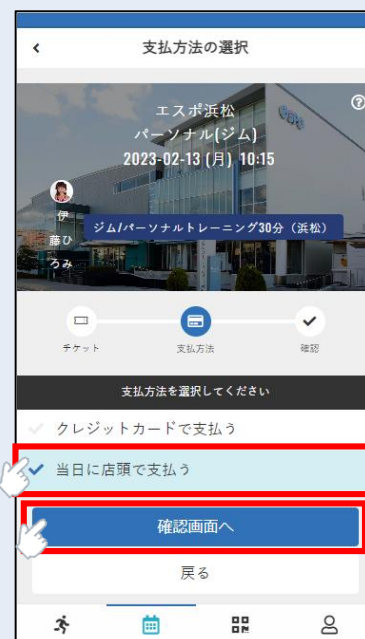 支払方法の選択
エスポ浜松
パーソナル(ジム)
2023-02-13 (月) 10:15
伊
藤ひ
ろみ
ジム/パーソナルトレーニング30分（浜松）
チケット
支払方法
確認
支払方法を選択してください
クレジットカードで支払う
当日に店頭で支払う
確認画面へ
戻る